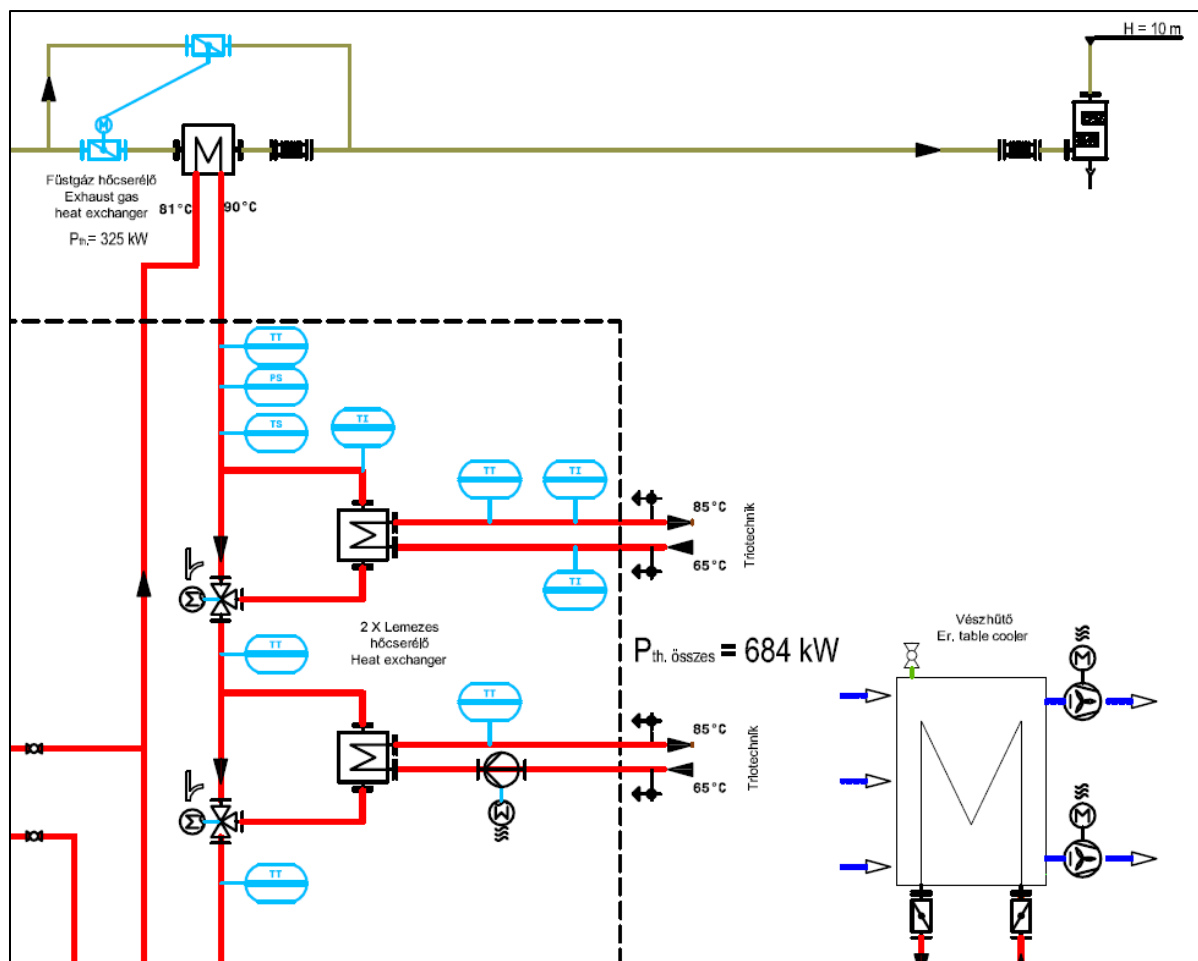 H = 10 m
M
M
Füstgáz hőcserélő
Exhaust gas
heat exchanger
81°C
90°C
Pth.= 325 kW
TT
PS
TS
TI
TT
TI
85°C
65°C
Triotechnik
TI
M
2 X Lemezes
hőcserélő
Heat exchanger
TT
Pth. összes = 684 kW
Vészhűtő
Er. table cooler
M
TT
85°C
65°C
Triotechnik
M
M
M
TT